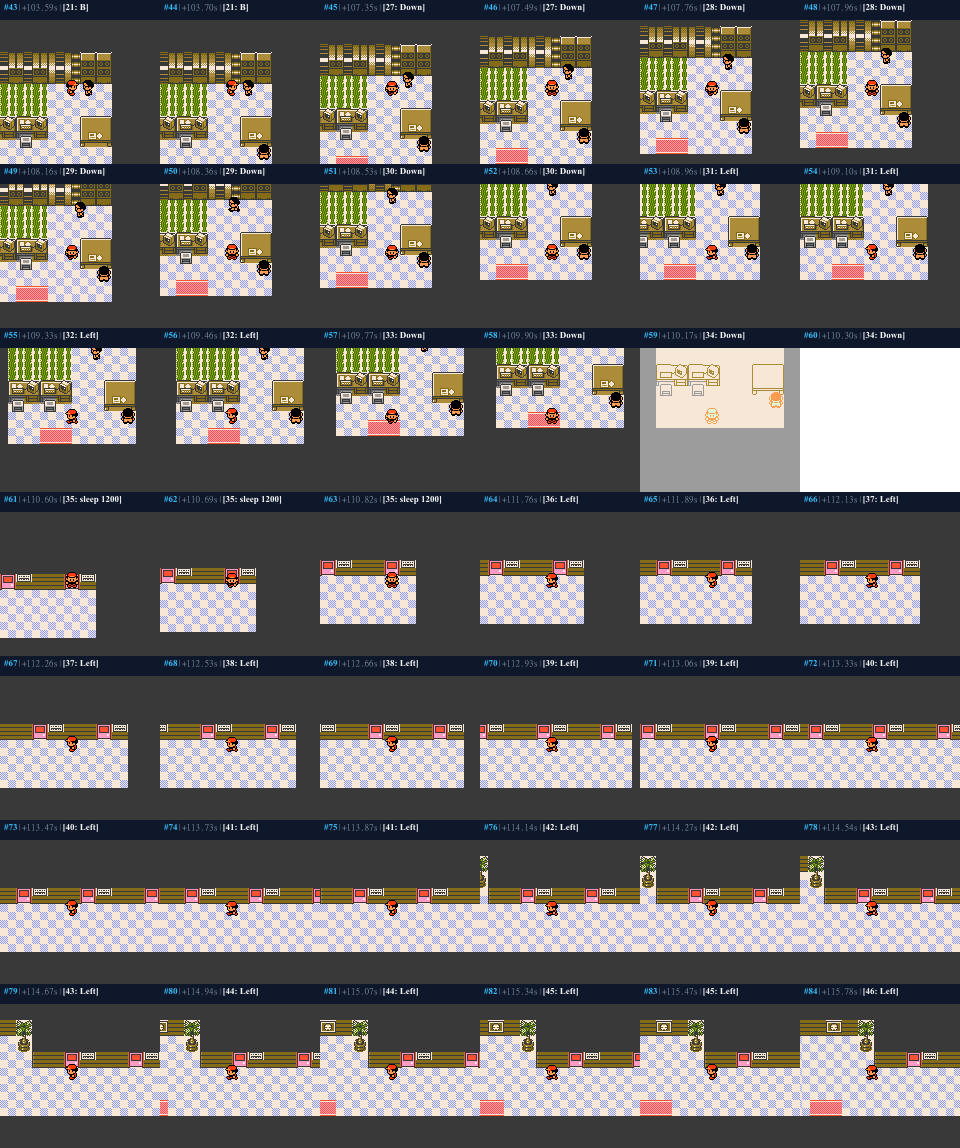 #43 | +103.59s | [21: B] #44 | +103.70s | [21: B] #45 | +107.35s | [27: Down] #46 | +107.49s | [27: Down] #47 | +107.76s | [28: Down] #48 | +107.96s | [28: Down]
#49 | +108.16s | [29: Down] #50 | +108.36s | [29: Down] #51 | +108.53s | [30: Down] #52 | +108.66s | [30: Down] #53 | +108.96s | [31: Left] #54 | +109.10s | [31: Left]
#55 | +109.33s | [32: Left] #56 | +109.46s | [32: Left] #57 | +109.77s | [33: Down] #58 | +109.90s | [33: Down] #59 | +110.17s | [34: Down] #60 | +110.30s | [34: Down]
#61 | +110.60s | [35: sleep 1200] #62 | +110.69s | [35: sleep 1200] #63 | +110.82s | [35: sleep 1200] #64 | +111.76s | [36: Left] #65 | +111.89s | [36: Left] #66 | +112.13s | [37: Left]
#67 | +112.26s | [37: Left] #68 | +112.53s | [38: Left] #69 | +112.66s | [38: Left] #70 | +112.93s | [39: Left] #71 | +113.06s | [39: Left] #72 | +113.33s | [40: Left]
#73 | +113.47s | [40: Left] #74 | +113.73s | [41: Left] #75 | +113.87s | [41: Left] #76 | +114.14s | [42: Left] #77 | +114.27s | [42: Left] #78 | +114.54s | [43: Left]
#79 | +114.67s | [43: Left] #80 | +114.94s | [44: Left] #81 | +115.07s | [44: Left] #82 | +115.34s | [45: Left] #83 | +115.47s | [45: Left] #84 | +115.78s | [46: Left]